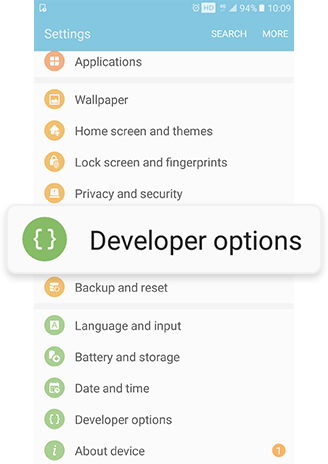 HD 4G 94% 10:09
Settings SEARCH MORE
Applications
Wallpaper
Home screen and themes
Lock screen and fingerprints
Privacy and security
{ } Developer options
Backup and reset
A Language and input
Battery and storage
Date and time
{ } Developer options
i About device 1